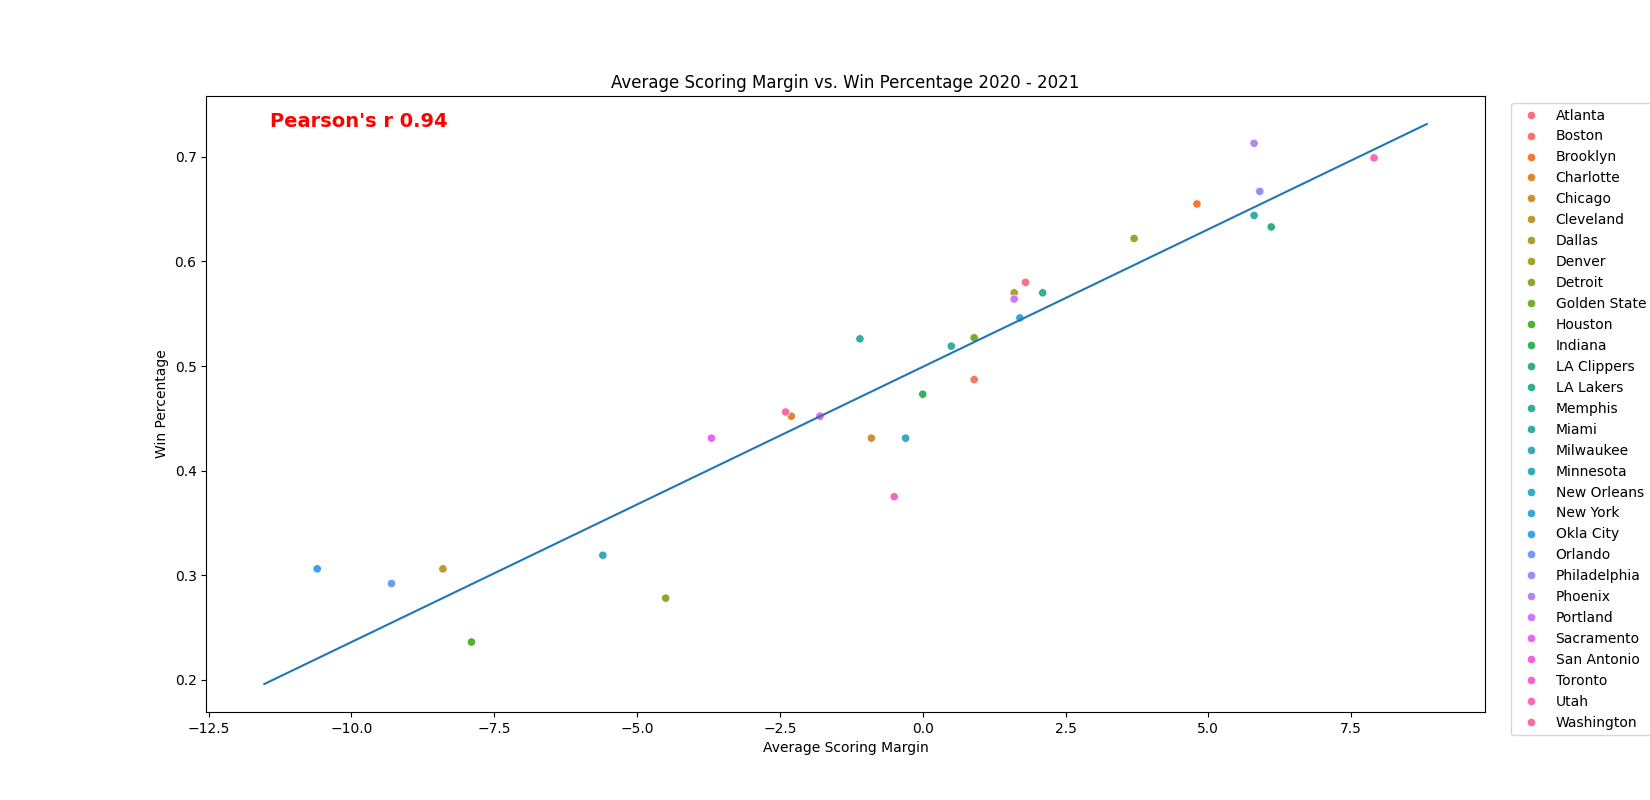 Average Scoring Margin vs. Win Percentage 2020 - 2021
Pearson's r 0.94
Win Percentage
0.7
0.6
0.5
0.4
0.3
0.2
−12.5 −10.0 −7.5 −5.0 −2.5 0.0 2.5 5.0 7.5
Average Scoring Margin
Atlanta
Boston
Brooklyn
Charlotte
Chicago
Cleveland
Dallas
Denver
Detroit
Golden State
Houston
Indiana
LA Clippers
LA Lakers
Memphis
Miami
Milwaukee
Minnesota
New Orleans
New York
Okla City
Orlando
Philadelphia
Phoenix
Portland
Sacramento
San Antonio
Toronto
Utah
Washington